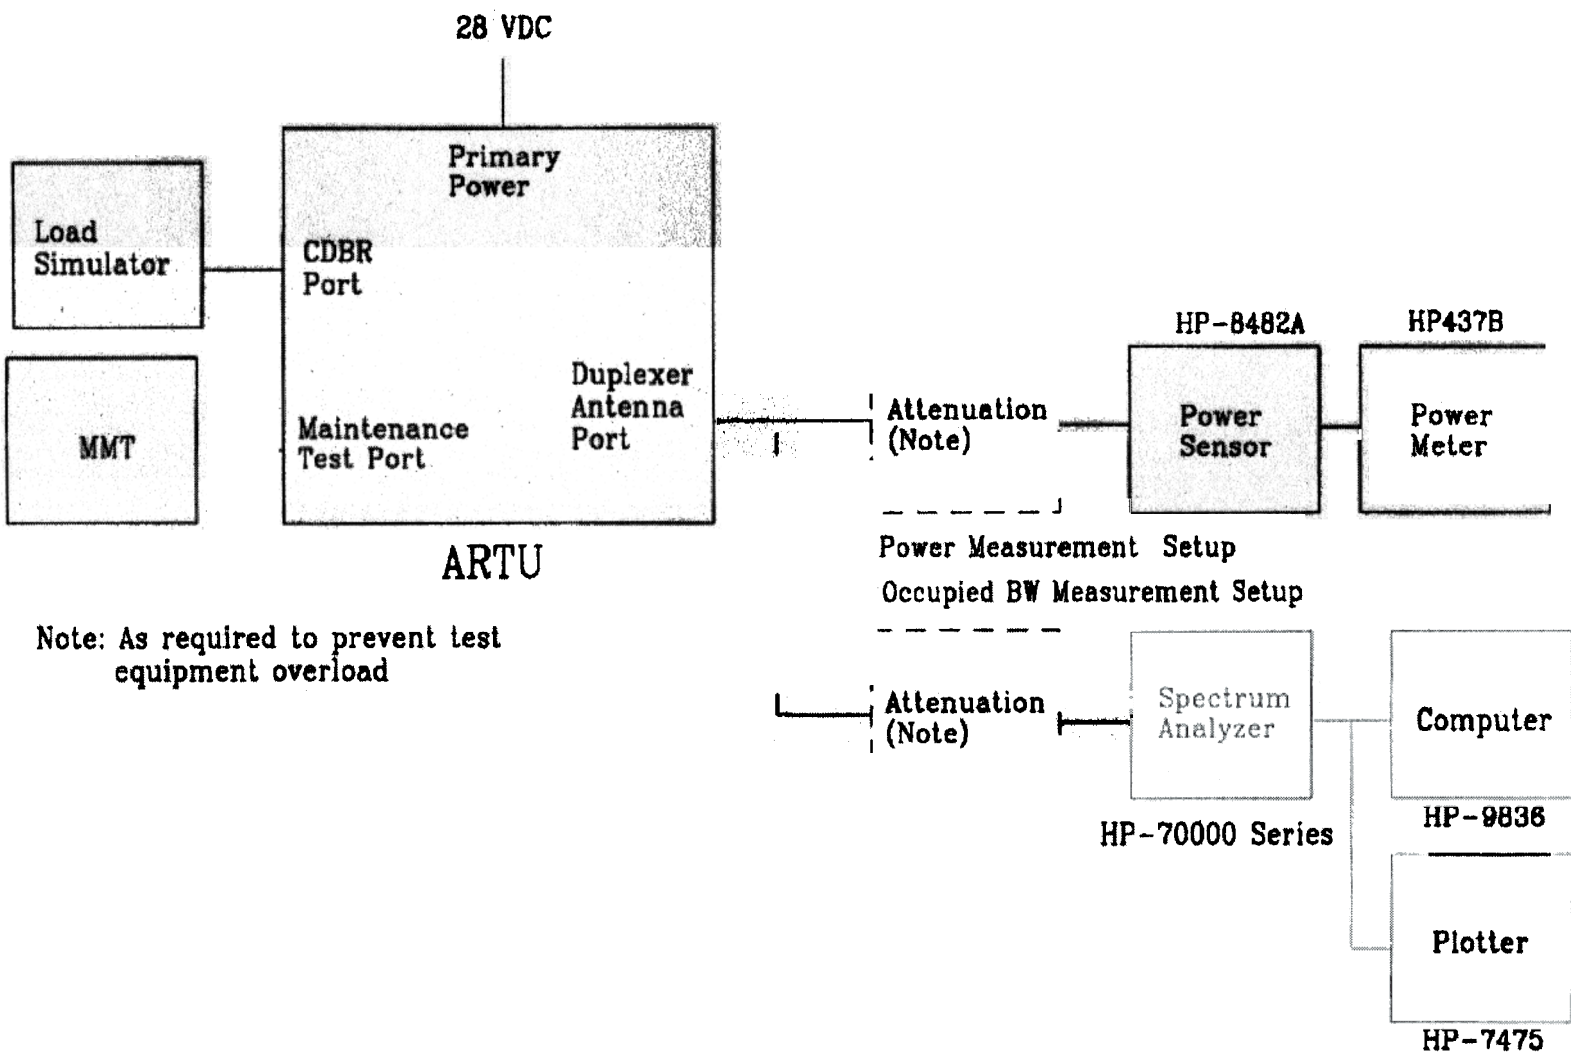 28 VDC
Primary
Power
Load
Simulator
CDBR
Port
MMT
Maintenance
Test Port
Duplexer
Antenna
Port
ARTU
Note: As required to prevent test
equipment overload
Attenuation
(Note)
HP-8482A
Power
Sensor
HP437B
Power
Meter
Power Measurement Setup
Occupied BW Measurement Setup
Attenuation
(Note)
Spectrum
Analyzer
HP-70000 Series
Computer
HP-9836
Plotter
HP-7475